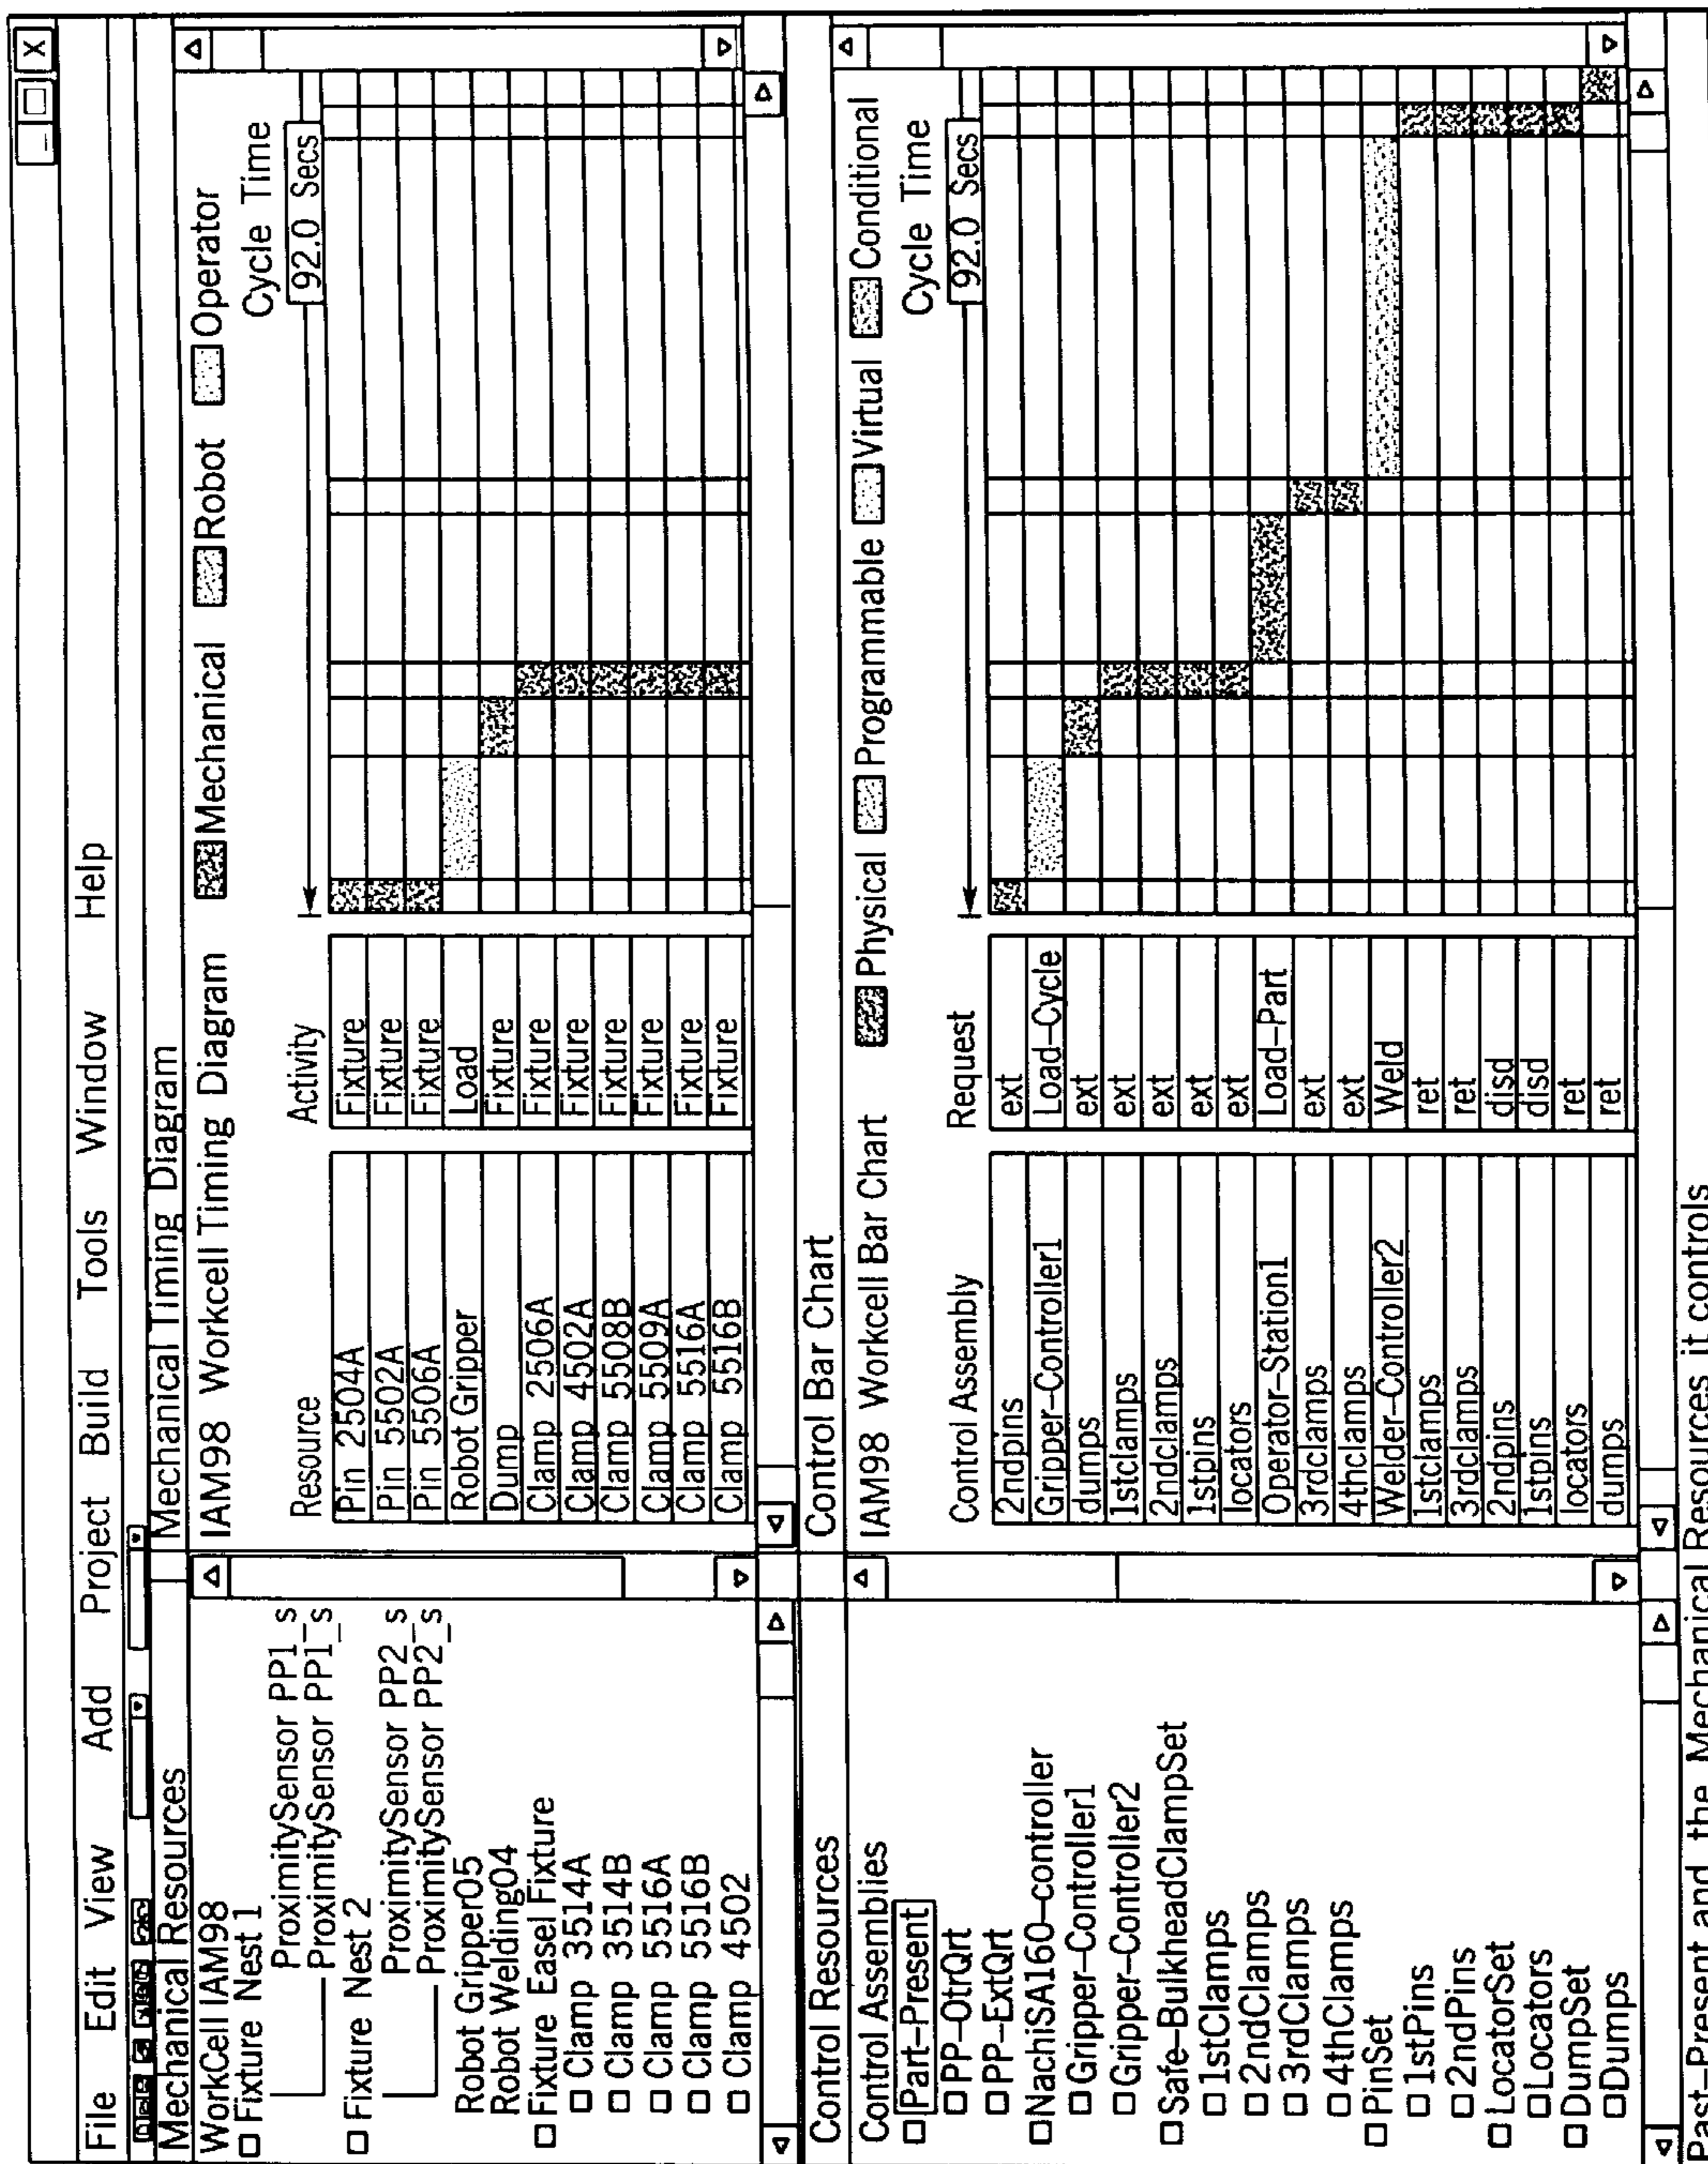 File Edit View Add Project Build Tools Window Help
Mechanical Resources
WorkCell IAM98
Fixture Nest 1
ProximitySensor PP1_s
ProximitySensor PP1_s
Fixture Nest 2
ProximitySensor PP2_s
ProximitySensor PP2_s
Robot Gripper05
Robot Welding04
Fixture Easel Fixture
Clamp 3514A
Clamp 3514B
Clamp 5516A
Clamp 5516B
Clamp 4502
Mechanical Timing Diagram
IAM98 Workcell Timing Diagram Mechanical Robot Operator
Resource Activity Cycle Time
92.0 Secs
Pin 2504A Fixture
Pin 5502A Fixture
Pin 5506A Fixture
Robot Gripper Load
Dump Fixture
Clamp 2506A Fixture
Clamp 4502A Fixture
Clamp 5508B Fixture
Clamp 5509A Fixture
Clamp 5516A Fixture
Clamp 5516B Fixture
Control Resources
Control Assemblies
Part-Present
PP-OtrQrt
PP-ExtQrt
NachiSA160-controller
Gripper-Controller1
Gripper-Controller2
Safe-BulkheadClampSet
1stClamps
2ndClamps
3rdClamps
4thClamps
PinSet
1stPins
2ndPins
LocatorSet
Locators
DumpSet
Dumps
Control Bar Chart
IAM98 Workcell Bar Chart Physical Programmable Virtual Conditional
Control Assembly Request Cycle Time
92.0 Secs
2ndpins ext
Gripper-Controller1 Load-Cycle
dumps ext
1stclamps ext
2ndclamps ext
1stpins ext
locators ext
Operator-Station1 Load-Part
3rdclamps ext
4thclamps ext
Welder-Controller2 Weld
1stclamps ret
3rdclamps ret
2ndpins disd
1stpins disd
locators ret
dumps ret
Past-Present and the Mechanical Resources it controls